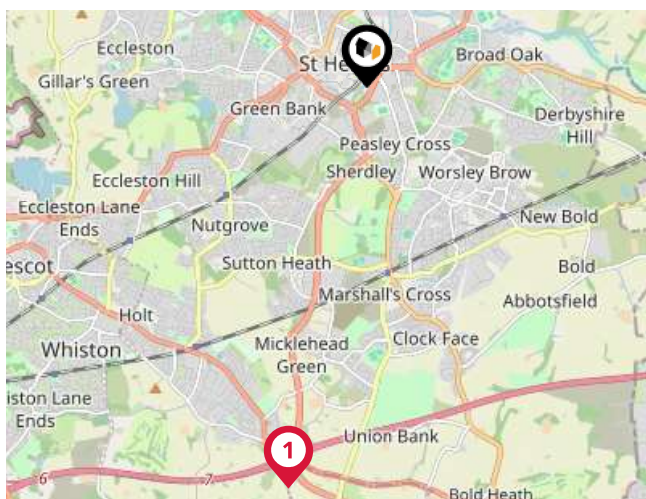 Eccleston
Broad Oak
Gillar's Green
Green Bank
Derbyshire
Hill
Peasley Cross
Eccleston Hill
Sherdley
Worsley Brow
Eccleston Lane
Ends
Nutgrove
New Bold
escot
Sutton Heath
Bold
Marshall's Cross
Abbotsfield
Holt
Whiston
Micklehead
Green
Clock Face
iston Lane
Ends
Union Bank
1
6
7
Bold Heath